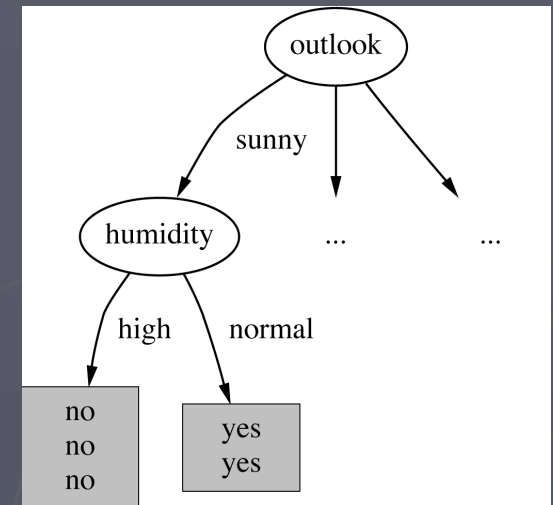 outlook
sunny
humidity
...
...
high
normal
no
no
no
yes
yes